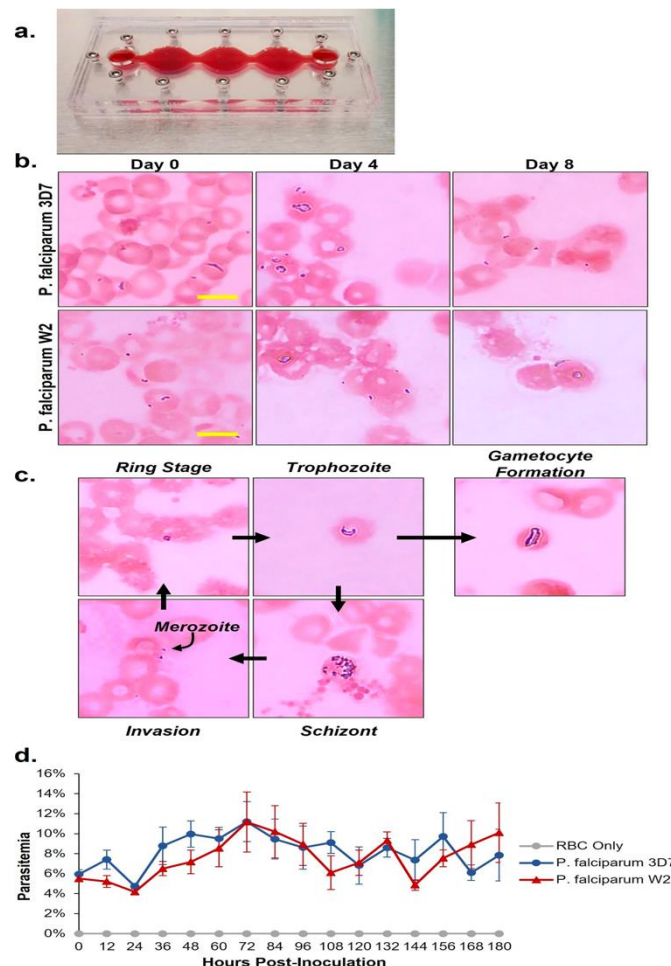 a.
b.
Day 0 Day 4 Day 8
P. falciparum 3D7
P. falciparum W2
c.
Ring Stage Trophozoite Gametocyte
Formation
Merozoite
Invasion Schizont
d.
16%
14%
12%
10%
8%
6%
4%
2%
0%
Parasitemia
0 12 24 36 48 60 72 84 96 108 120 132 144 156 168 180
Hours Post-Inoculation
RBC Only
P. falciparum 3D7
P. falciparum W2